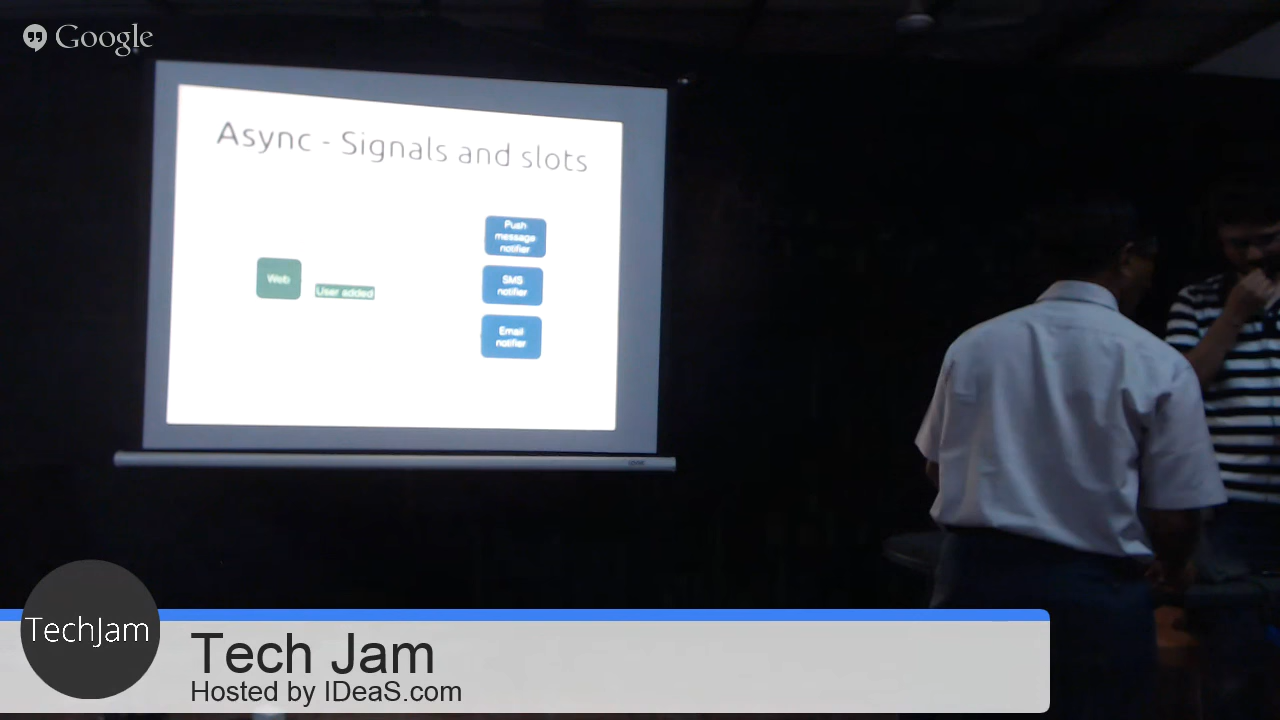 Google
Async - Signals and slots
Push
message
notifier
Web
User added
SMS
notifier
Email
notifier
TechJam
Tech Jam
Hosted by IDeaS.com